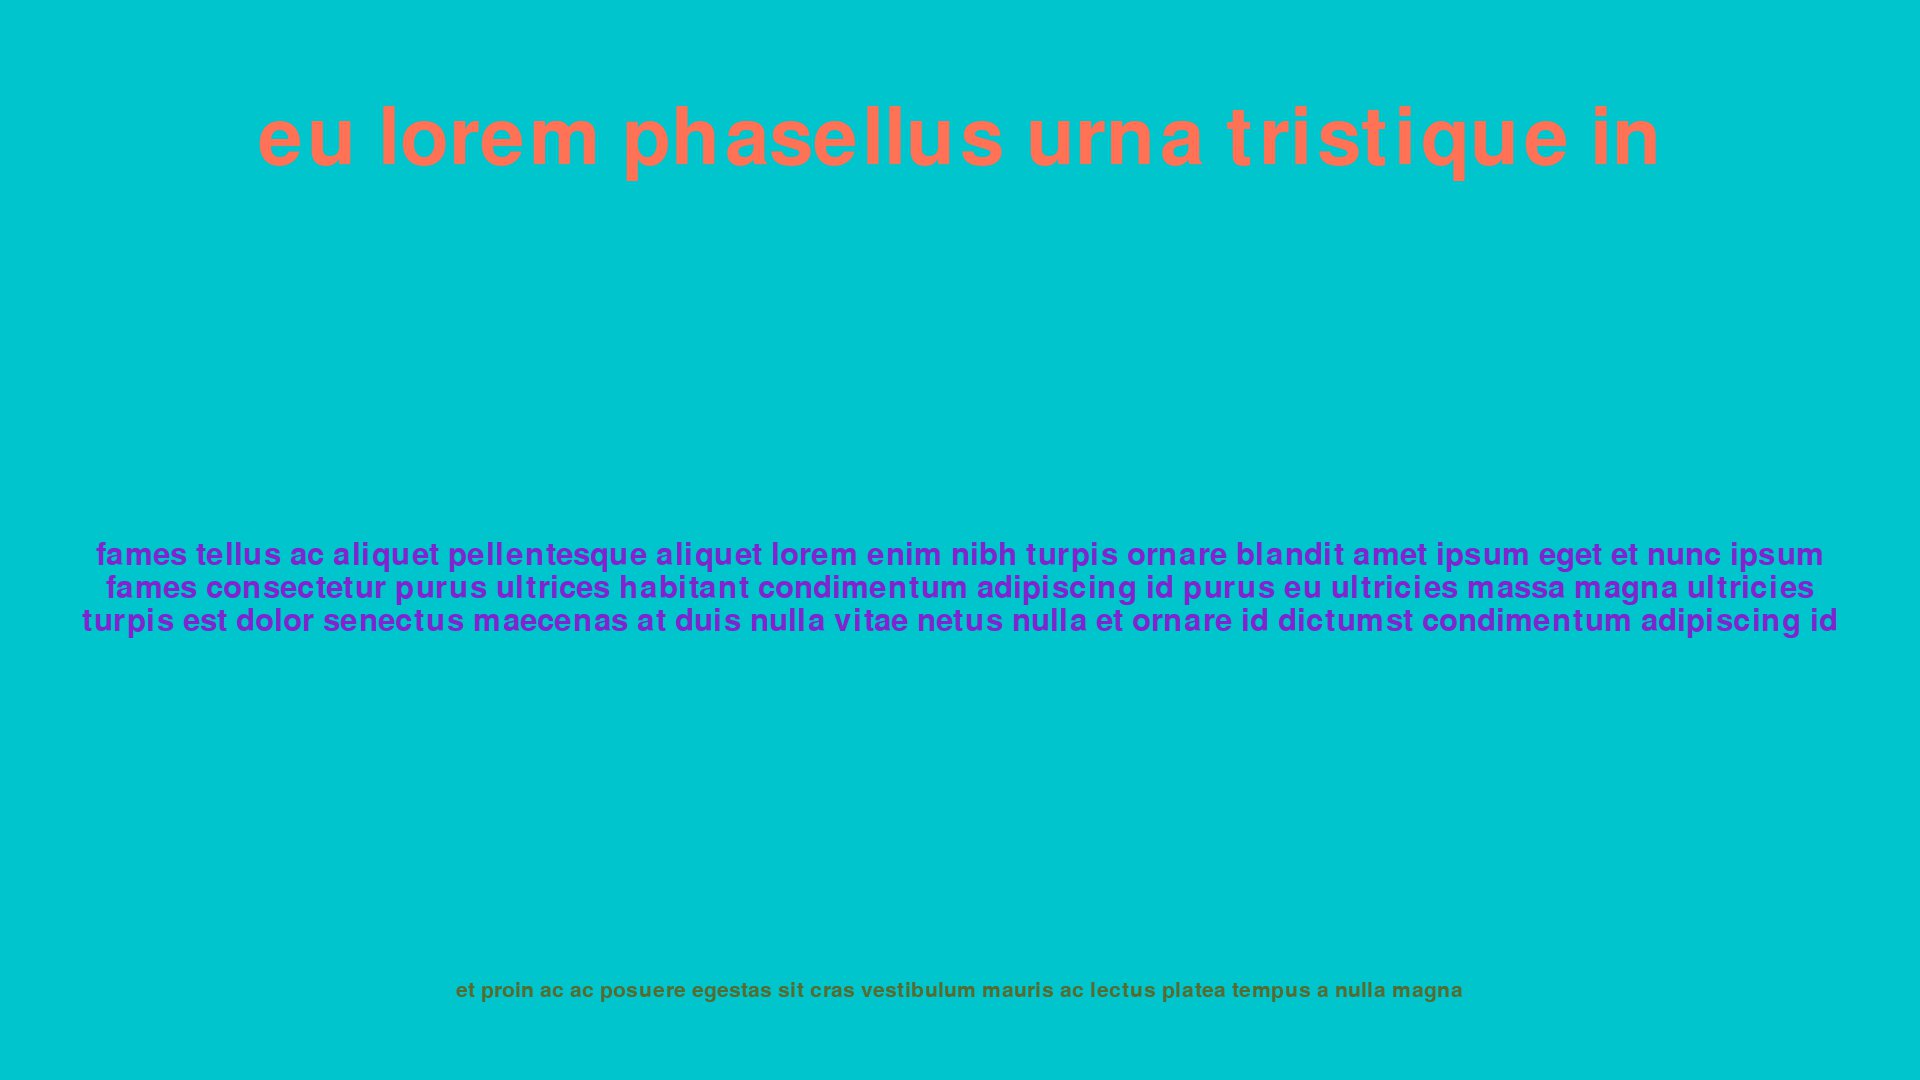 eu lorem phasellus urna tristique in
fames tellus ac aliquet pellentesque aliquet lorem enim nibh turpis ornare blandit amet ipsum eget et nunc ipsum
fames consectetur purus ultrices habitant condimentum adipiscing id purus eu ultricies massa magna ultricies
turpis est dolor senectus maecenas at duis nulla vitae netus nulla et ornare id dictumst condimentum adipiscing id
et proin ac ac posuere egestas sit cras vestibulum mauris ac lectus platea tempus a nulla magna